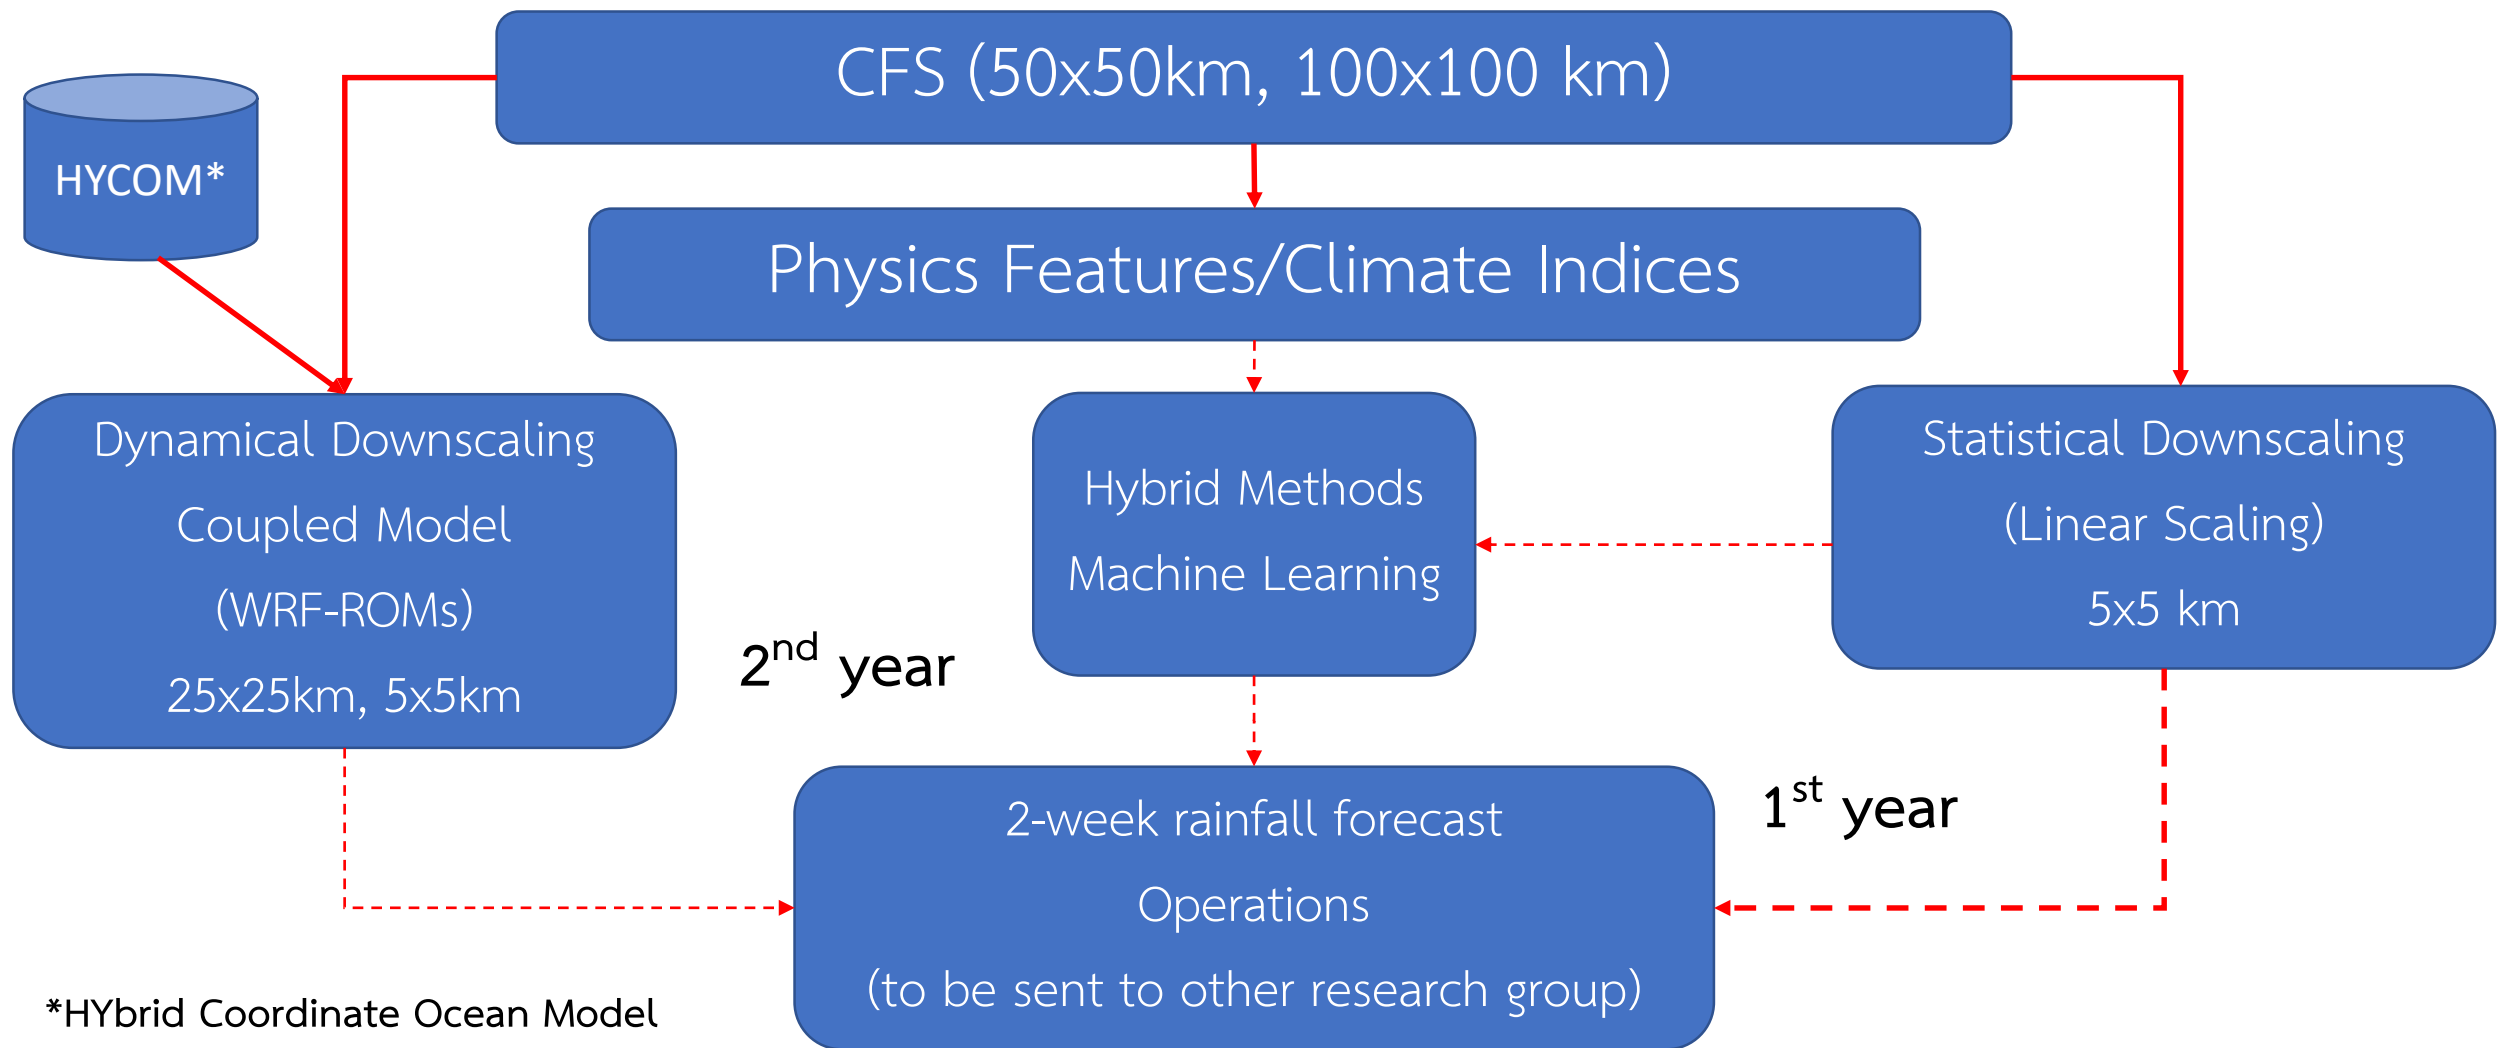 CFS (50x50km, 100x100 km)
HYCOM*
Physics Features/Climate Indices
Dynamical Downscaling
Coupled Model
(WRF-ROMs)
25x25km, 5x5km
Hybrid Methods
Machine Learning
Statistical Downscaling
(Linear Scaling)
5x5 km
2nd year
1st year
2-week rainfall forecast
Operations
(to be sent to other research group)
*Hybrid Coordinate Ocean Model